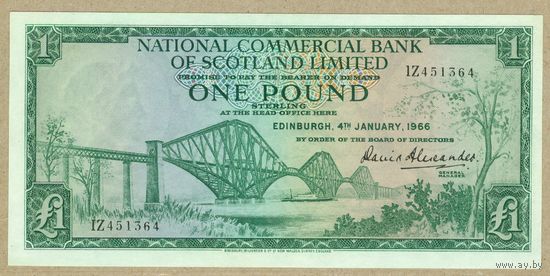 1
1
NATIONAL COMMERCIAL BANK
OF SCOTLAND LIMITED
PROMISE TO PAY THE BEARER ON DEMAND
1Z451364
ONE POUND
STERLING
AT THE HEAD OFFICE HERE
EDINBURGH, 4TH JANUARY, 1966
BY ORDER OF THE BOARD OF DIRECTORS
David Alexander.
GENERAL
MANAGER
1Z451364
£1
£1
www.ay.by